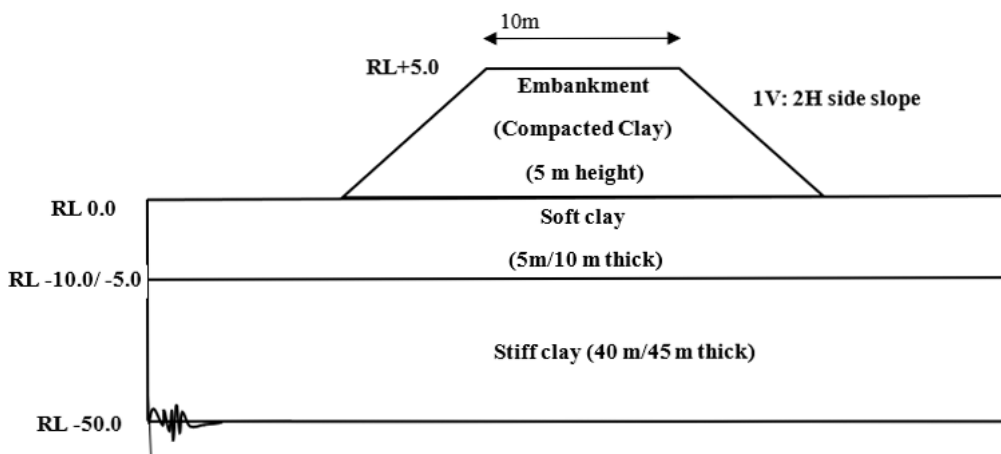 10m
RL+5.0
Embankment
(Compacted Clay)
(5 m height)
1V: 2H side slope
RL 0.0
Soft clay
(5m/10 m thick)
RL -10.0/ -5.0
Stiff clay (40 m/45 m thick)
RL -50.0